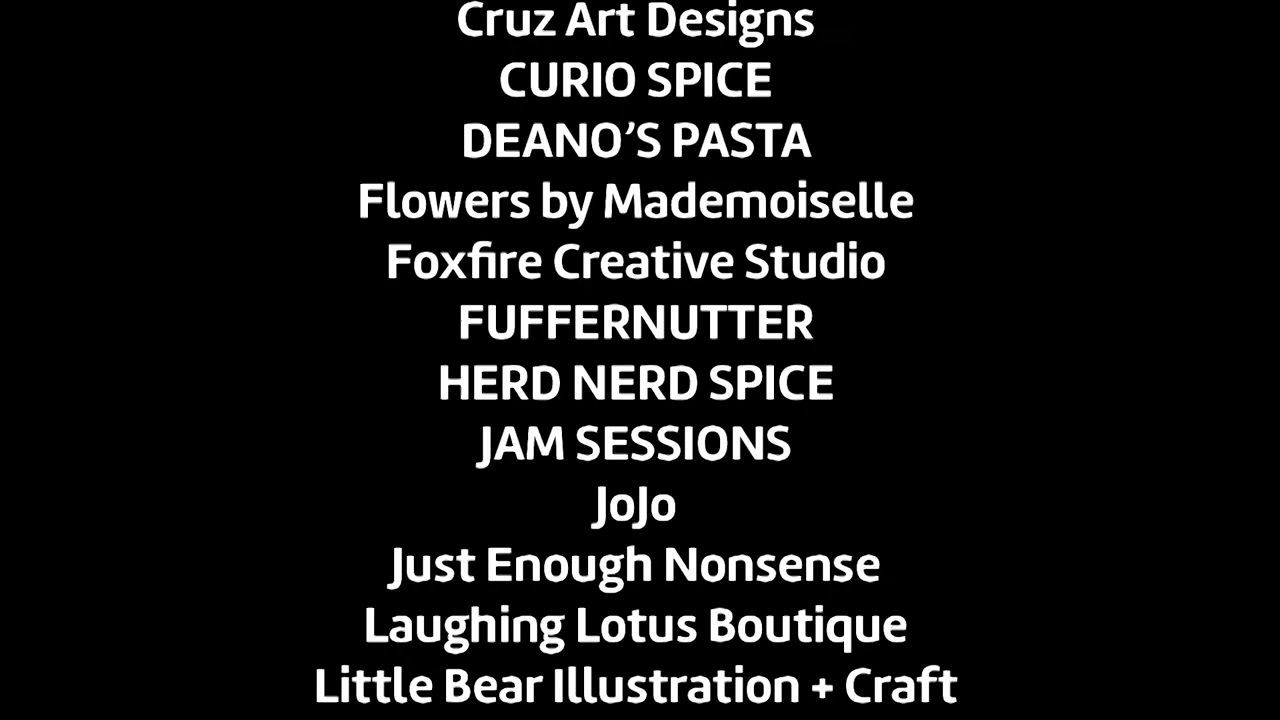 Cruz Art Designs
CURIO SPICE
DEANO’S PASTA
Flowers by Mademoiselle
Foxfire Creative Studio
FUFFERNUTTER
HERD NERD SPICE
JAM SESSIONS
JoJo
Just Enough Nonsense
Laughing Lotus Boutique
Little Bear Illustration + Craft